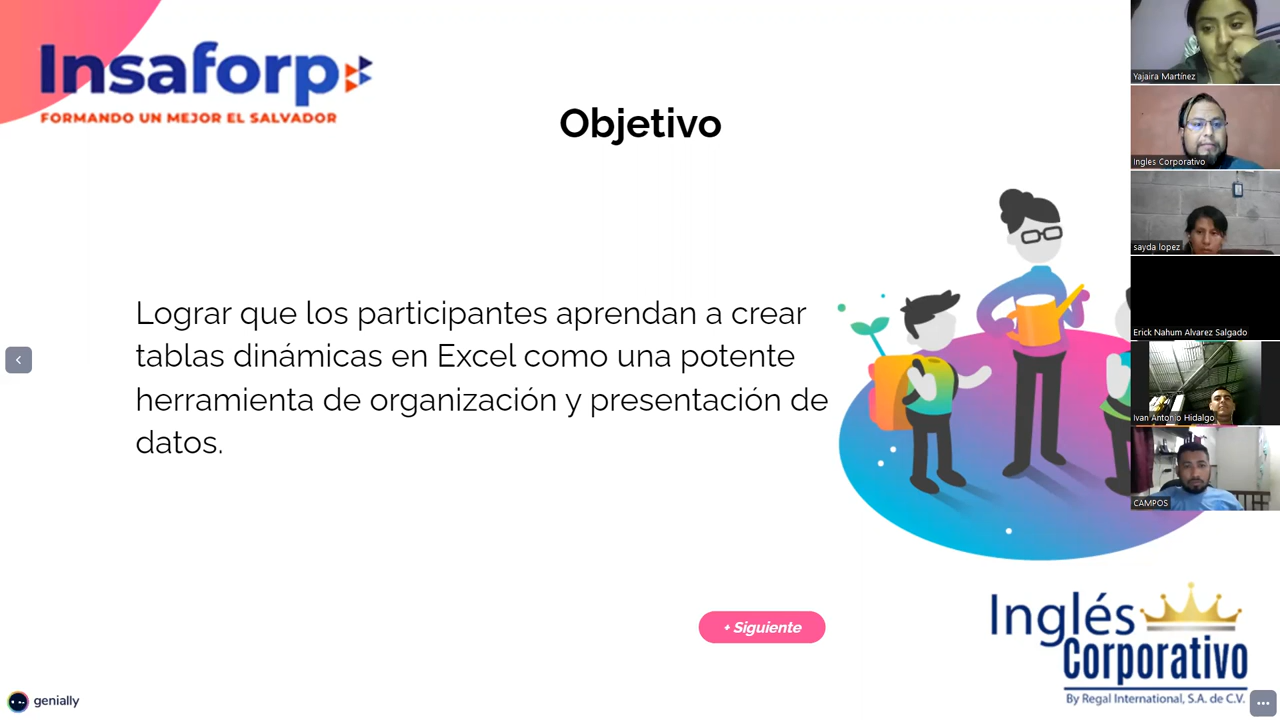 Insaforp
FORMANDO UN MEJOR EL SALVADOR
Objetivo
Lograr que los participantes aprendan a crear
tablas dinámicas en Excel como una potente
herramienta de organización y presentación de
datos.
+ Siguiente
Inglés
Corporativo
By Regal International, S.A. de C.V.
genially
Yajaira Martínez
Ingles Corporativo
sayda lopez
Erick Nahum Alvarez Salgado
Ivan Antonio Hidalgo
CAMPOS